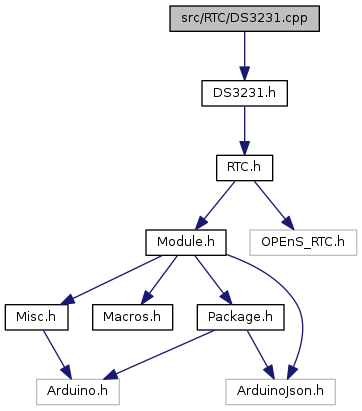 src/RTC/DS3231.cpp
DS3231.h
RTC.h
Module.h
OPEnS_RTC.h
Misc.h
Macros.h
Package.h
Arduino.h
ArduinoJson.h